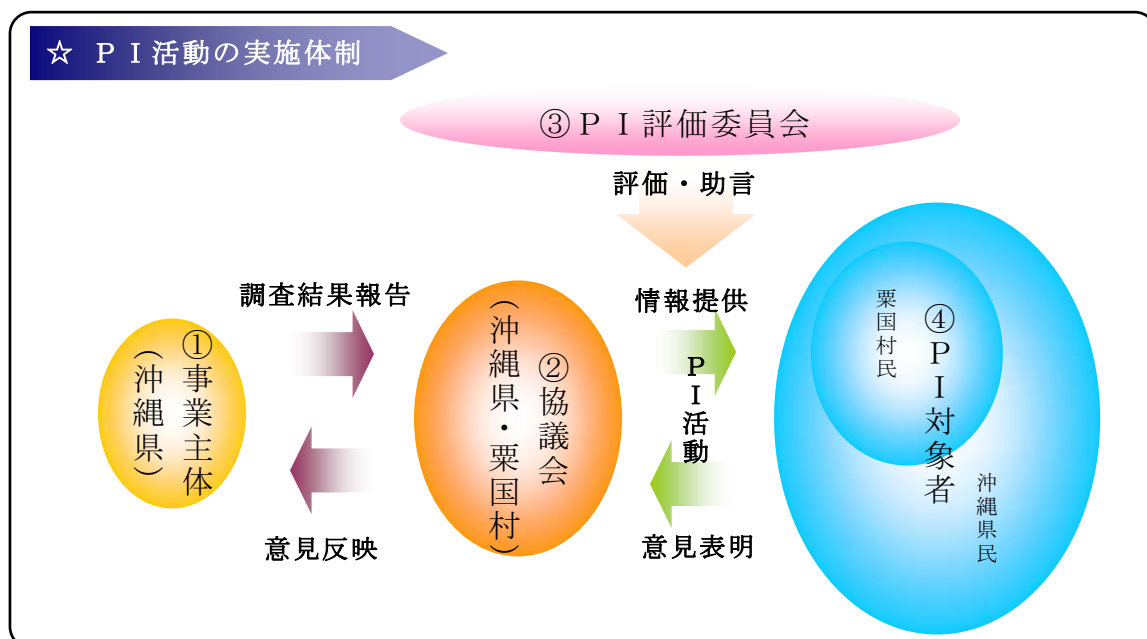 ☆ ＰＩ活動の実施体制
③ＰＩ評価委員会
評価・助言
調査結果報告
情報提供
①事業主体
（沖縄県）
②協議会
（沖縄県・粟国村）
ＰＩ活動
④ＰＩ対象者
粟国村民
沖縄県民
意見反映
意見表明